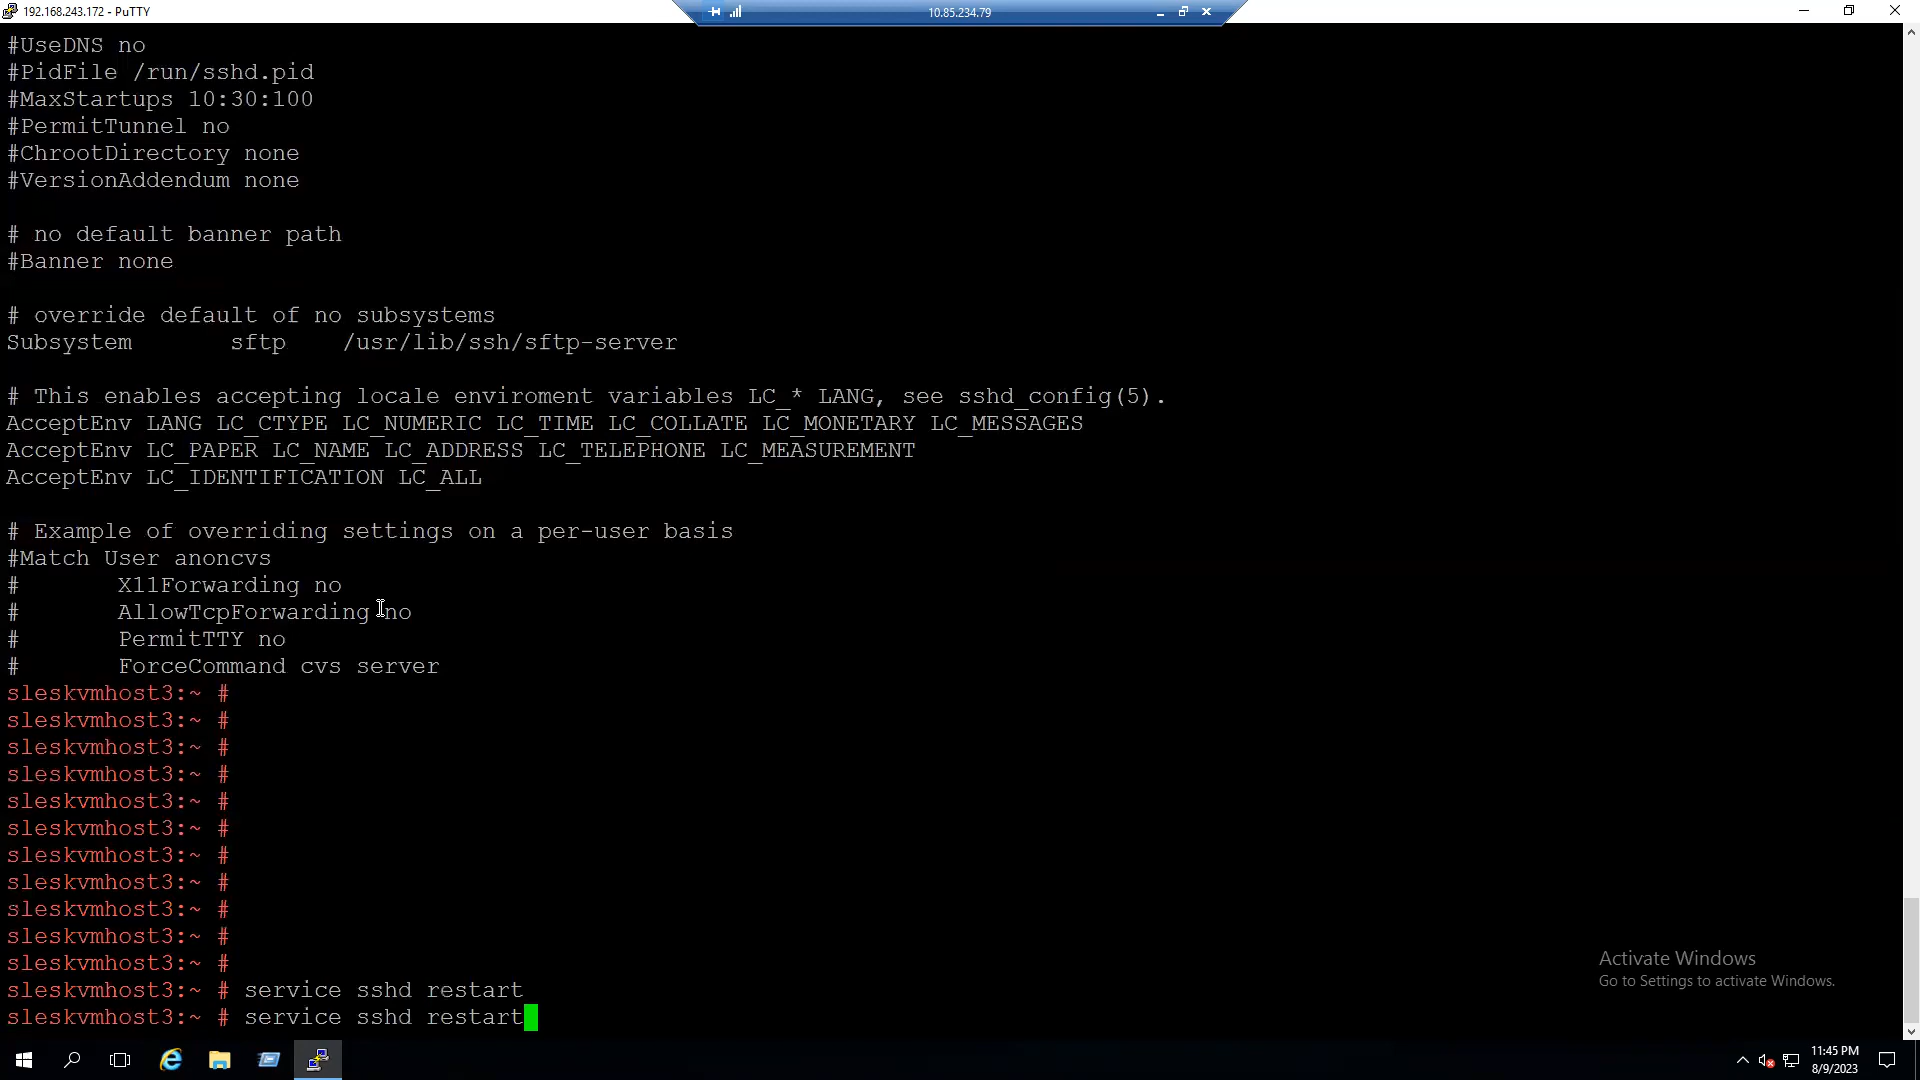 192.168.243.172 - PuTTY
10.85.234.79
#UseDNS no
#PidFile /run/sshd.pid
#MaxStartups 10:30:100
#PermitTunnel no
#ChrootDirectory none
#VersionAddendum none
# no default banner path
#Banner none
# override default of no subsystems
Subsystem       sftp    /usr/lib/ssh/sftp-server
# This enables accepting locale enviroment variables LC_* LANG, see sshd_config(5).
AcceptEnv LANG LC_CTYPE LC_NUMERIC LC_TIME LC_COLLATE LC_MONETARY LC_MESSAGES
AcceptEnv LC_PAPER LC_NAME LC_ADDRESS LC_TELEPHONE LC_MEASUREMENT
AcceptEnv LC_IDENTIFICATION LC_ALL
# Example of overriding settings on a per-user basis
#Match User anoncvs
#       X11Forwarding no
#       AllowTcpForwarding no
#       PermitTTY no
#       ForceCommand cvs server
sleskvmhost3:~ #
sleskvmhost3:~ #
sleskvmhost3:~ #
sleskvmhost3:~ #
sleskvmhost3:~ #
sleskvmhost3:~ #
sleskvmhost3:~ #
sleskvmhost3:~ #
sleskvmhost3:~ #
sleskvmhost3:~ #
sleskvmhost3:~ #
sleskvmhost3:~ # service sshd restart
sleskvmhost3:~ # service sshd restart
Activate Windows
Go to Settings to activate Windows.
11:45 PM
8/9/2023